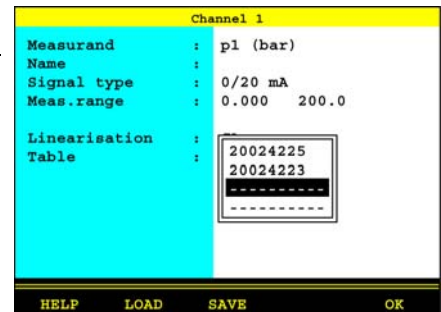 Channel 1
Measurand : p1 (bar)
Name :
Signal type : 0/20 mA
Meas.range : 0.000 200.0
Linearisation :
Table :
20024225
20024223
----------
----------
HELP LOAD SAVE OK